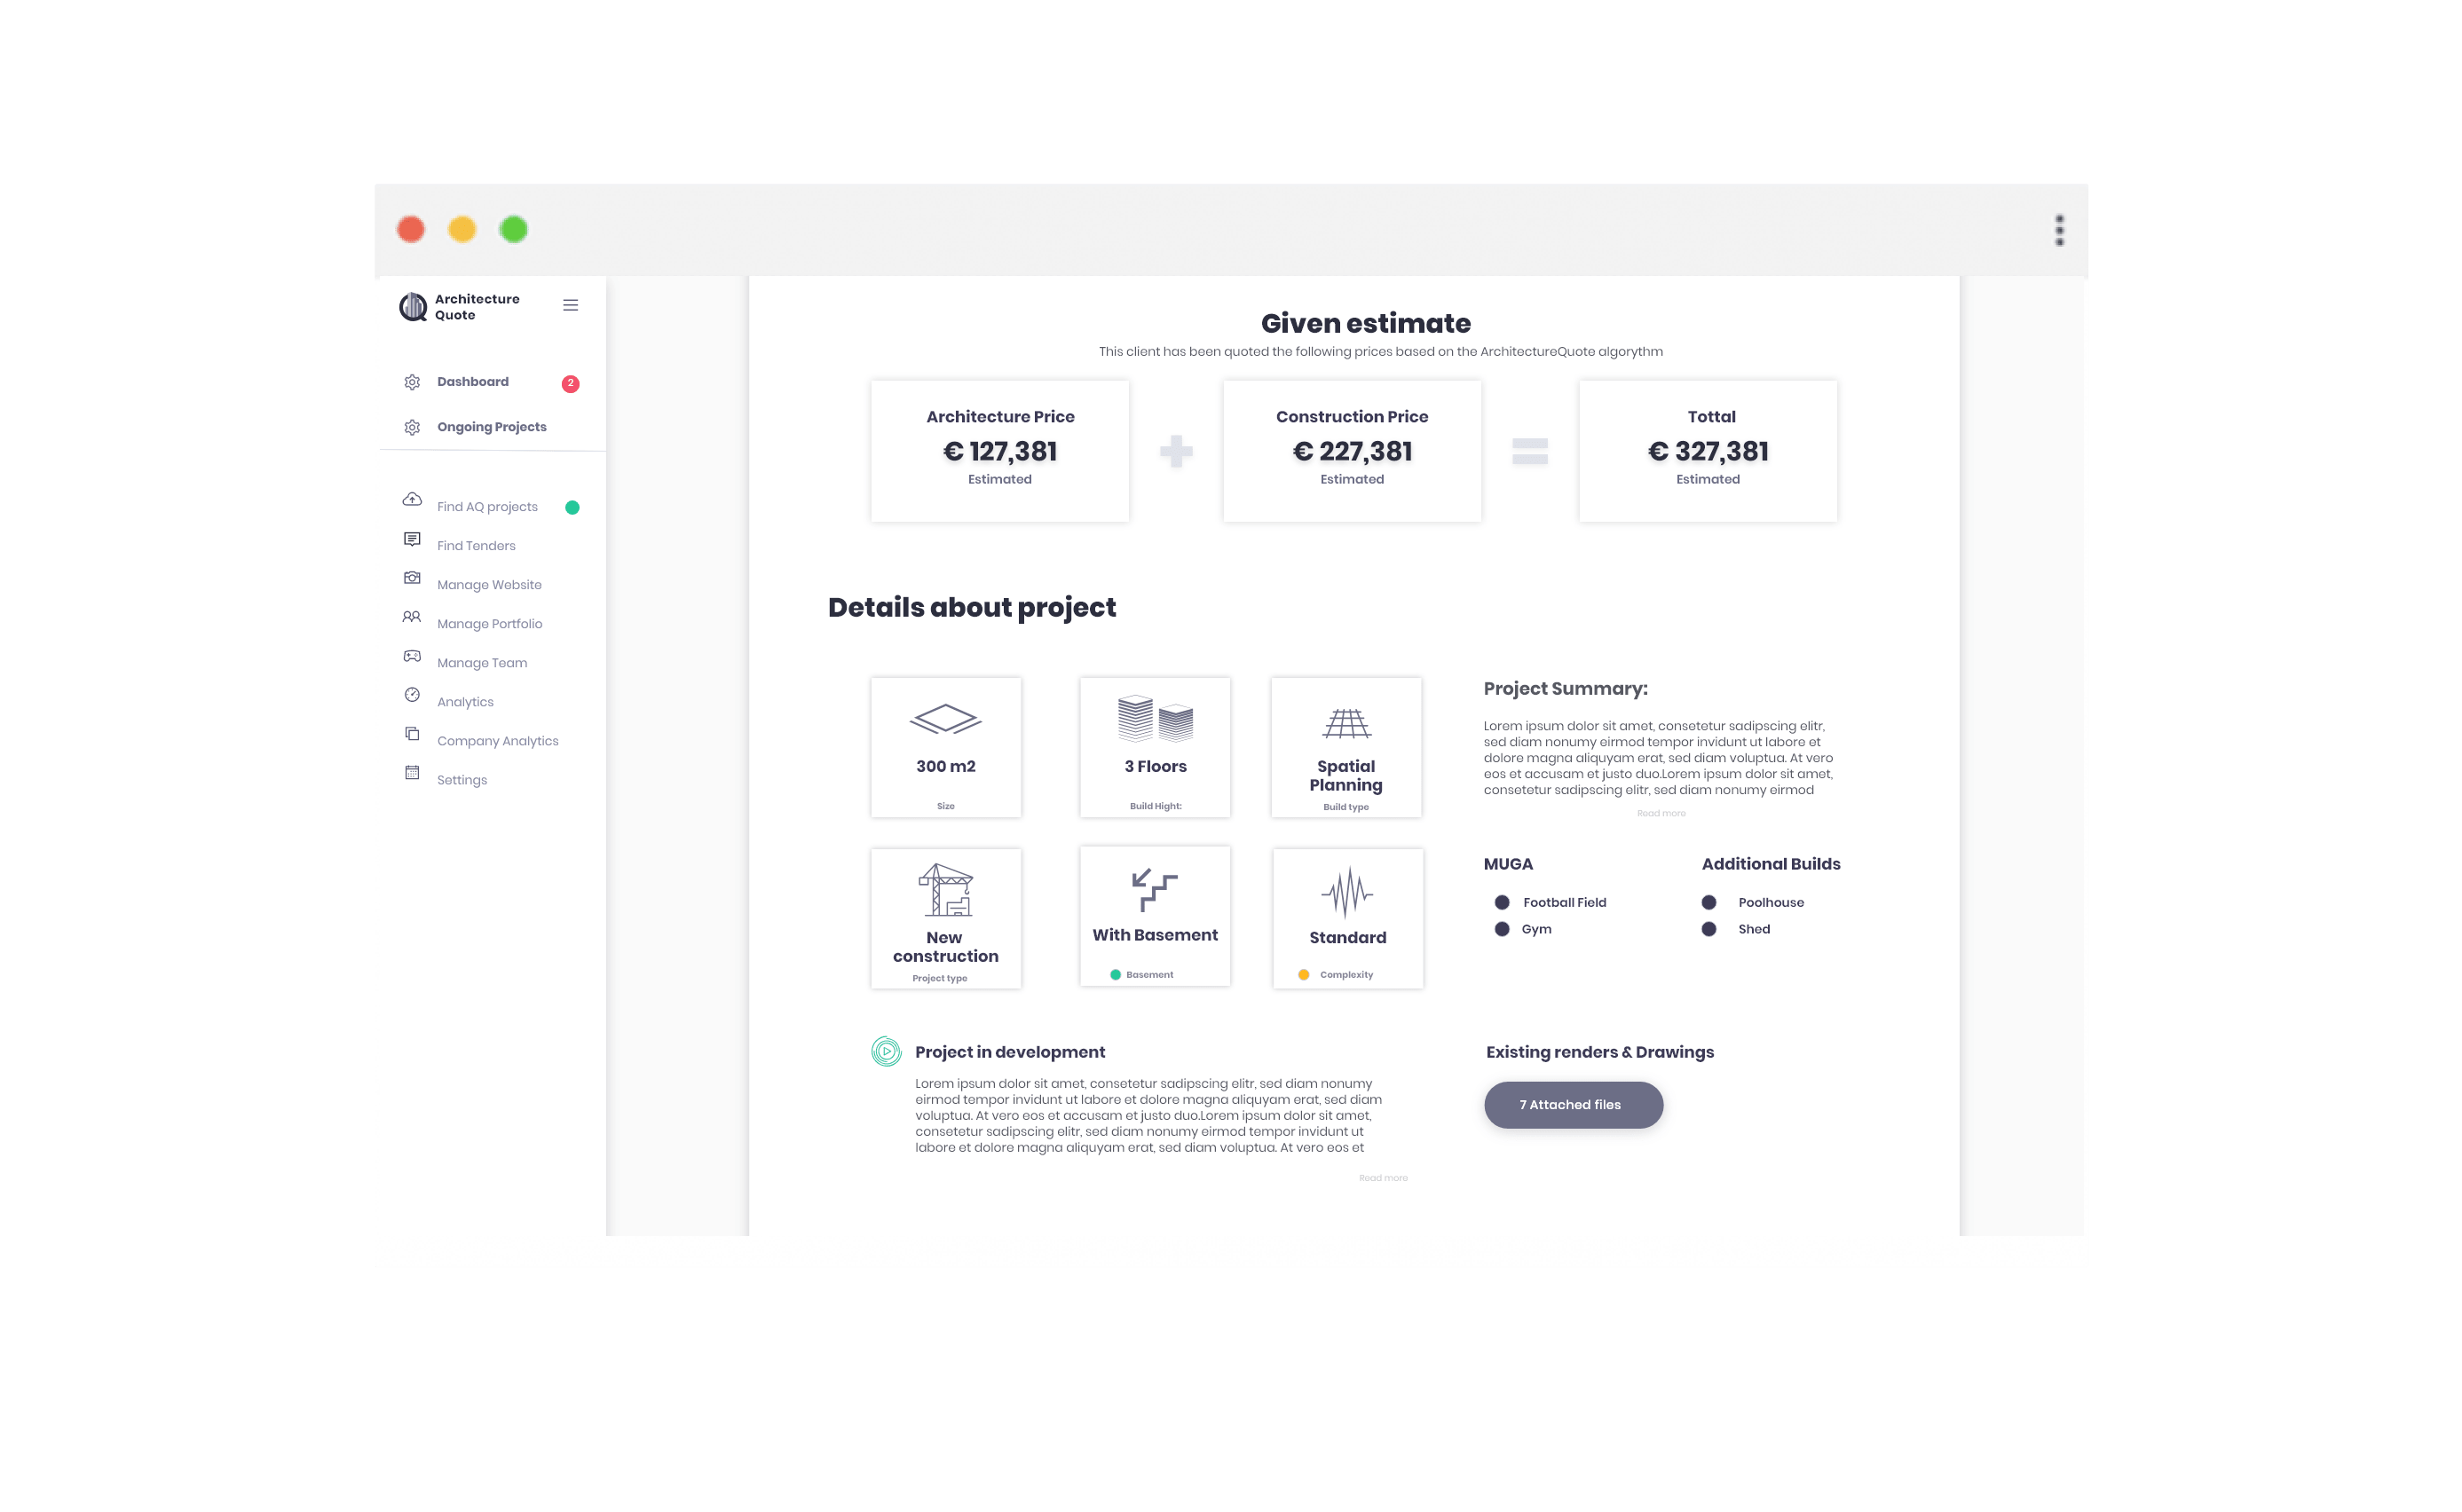 Architecture
Quote
Dashboard
2
Ongoing Projects
Find AQ projects
Find Tenders
Manage Website
Manage Portfolio
Manage Team
Analytics
Company Analytics
Settings
Given estimate
This client has been quoted the following prices based on the ArchitectureQuote algorythm
Architecture Price
€ 127,381
Estimated
Construction Price
€ 227,381
Estimated
Tottal
€ 327,381
Estimated
Details about project
300 m2
Size
3 Floors
Build Hight:
Spatial
Planning
Build type
New
construction
Project type
With Basement
Basement
Standard
Complexity
Project Summary:
Lorem ipsum dolor sit amet, consetetur sadipscing elitr,
sed diam nonumy eirmod tempor invidunt ut labore et
dolore magna aliquyam erat, sed diam voluptua. At vero
eos et accusam et justo duo.Lorem ipsum dolor sit amet,
consetetur sadipscing elitr, sed diam nonumy eirmod
Read more
MUGA
Football Field
Gym
Additional Builds
Poolhouse
Shed
Project in development
Lorem ipsum dolor sit amet, consetetur sadipscing elitr, sed diam nonumy
eirmod tempor invidunt ut labore et dolore magna aliquyam erat, sed diam
voluptua. At vero eos et accusam et justo duo.Lorem ipsum dolor sit amet,
consetetur sadipscing elitr, sed diam nonumy eirmod tempor invidunt ut
labore et dolore magna aliquyam erat, sed diam voluptua. At vero eos et
Read more
Existing renders & Drawings
7 Attached files